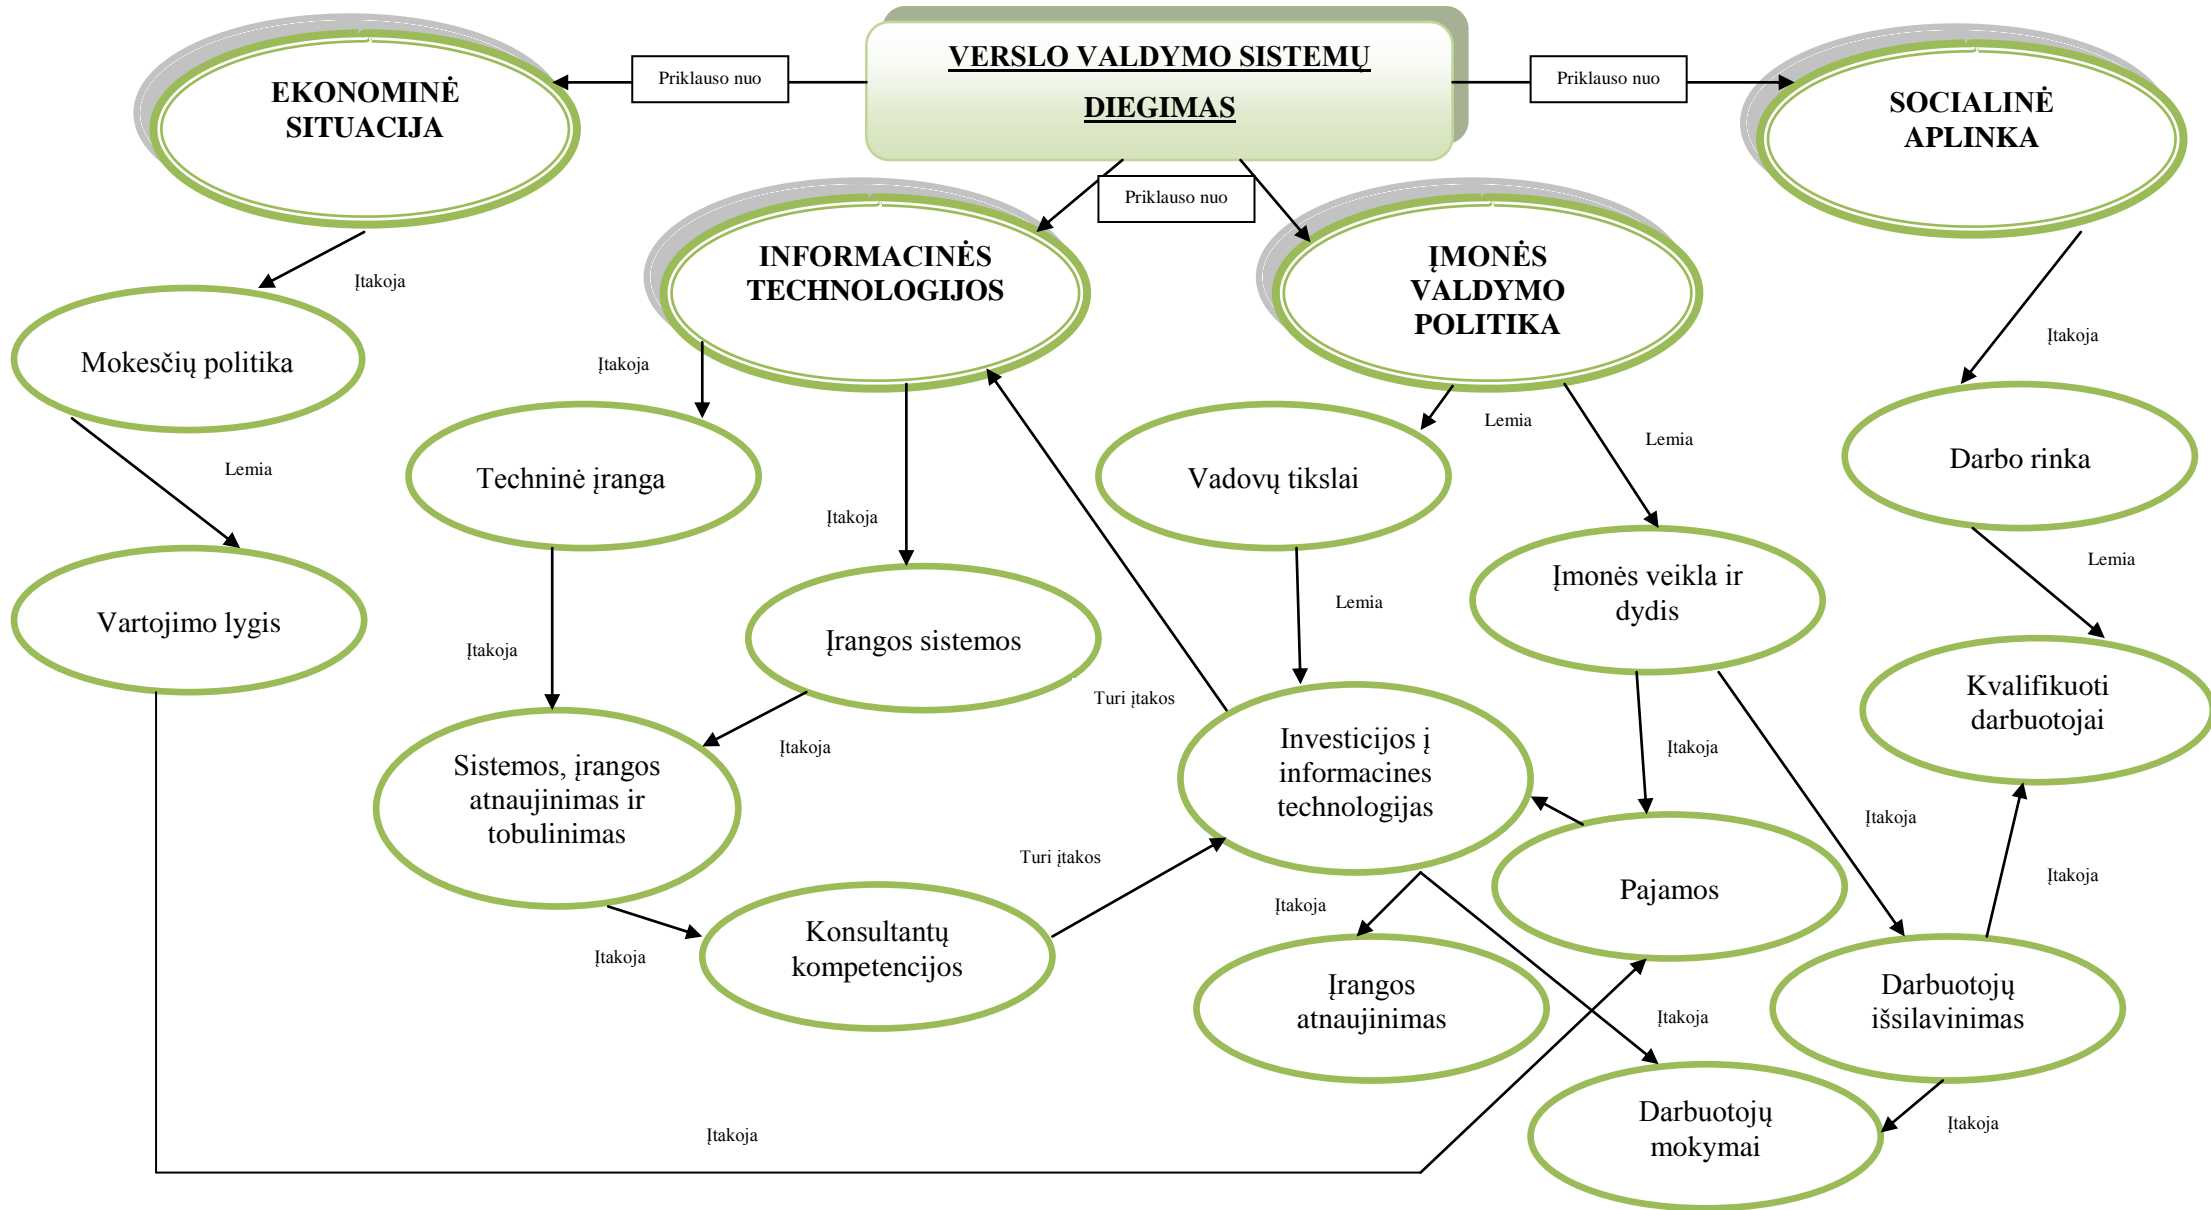 VERSLO VALDYMO SISTEMŲ
DIEGIMAS
Priklauso nuo
Priklauso nuo
Priklauso nuo
EKONOMINĖ
SITUACIJA
SOCIALINĖ
APLINKA
INFORMACINĖS
TECHNOLOGIJOS
ĮMONĖS
VALDYMO
POLITIKA
Įtakoja
Įtakoja
Įtakoja
Mokesčių politika
Lemia
Lemia
Lemia
Techninė įranga
Vadovų tikslai
Darbo rinka
Įtakoja
Lemia
Lemia
Vartojimo lygis
Įrangos sistemos
Įmonės veikla ir
dydis
Įtakoja
Turi įtakos
Kvalifikuoti
darbuotojai
Įtakoja
Įtakoja
Sistemos, įrangos
atnaujinimas ir
tobulinimas
Investicijos į
informacines
technologijas
Įtakoja
Turi įtakos
Įtakoja
Pajamos
Įtakoja
Įtakoja
Konsultantų
kompetencijos
Įrangos
atnaujinimas
Įtakoja
Darbuotojų
išsilavinimas
Įtakoja
Darbuotojų
mokymai
Įtakoja